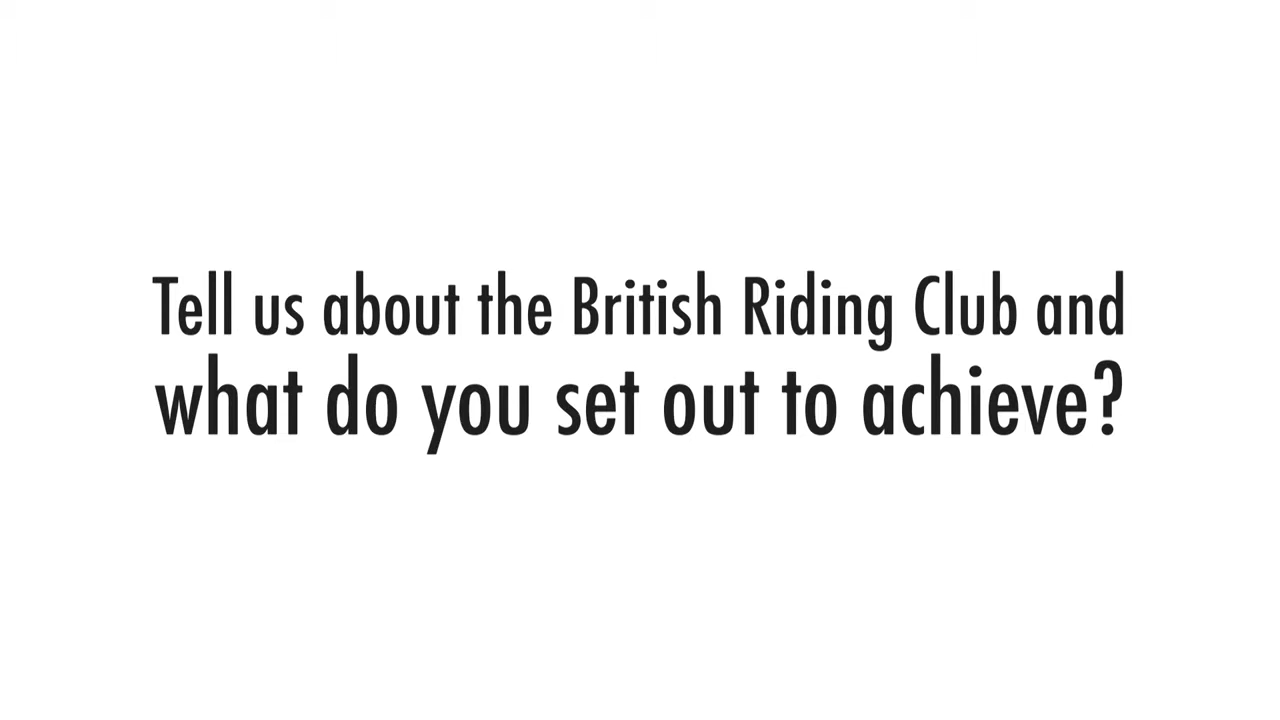 Tell us about the British Riding Club and
what do you set out to achieve?